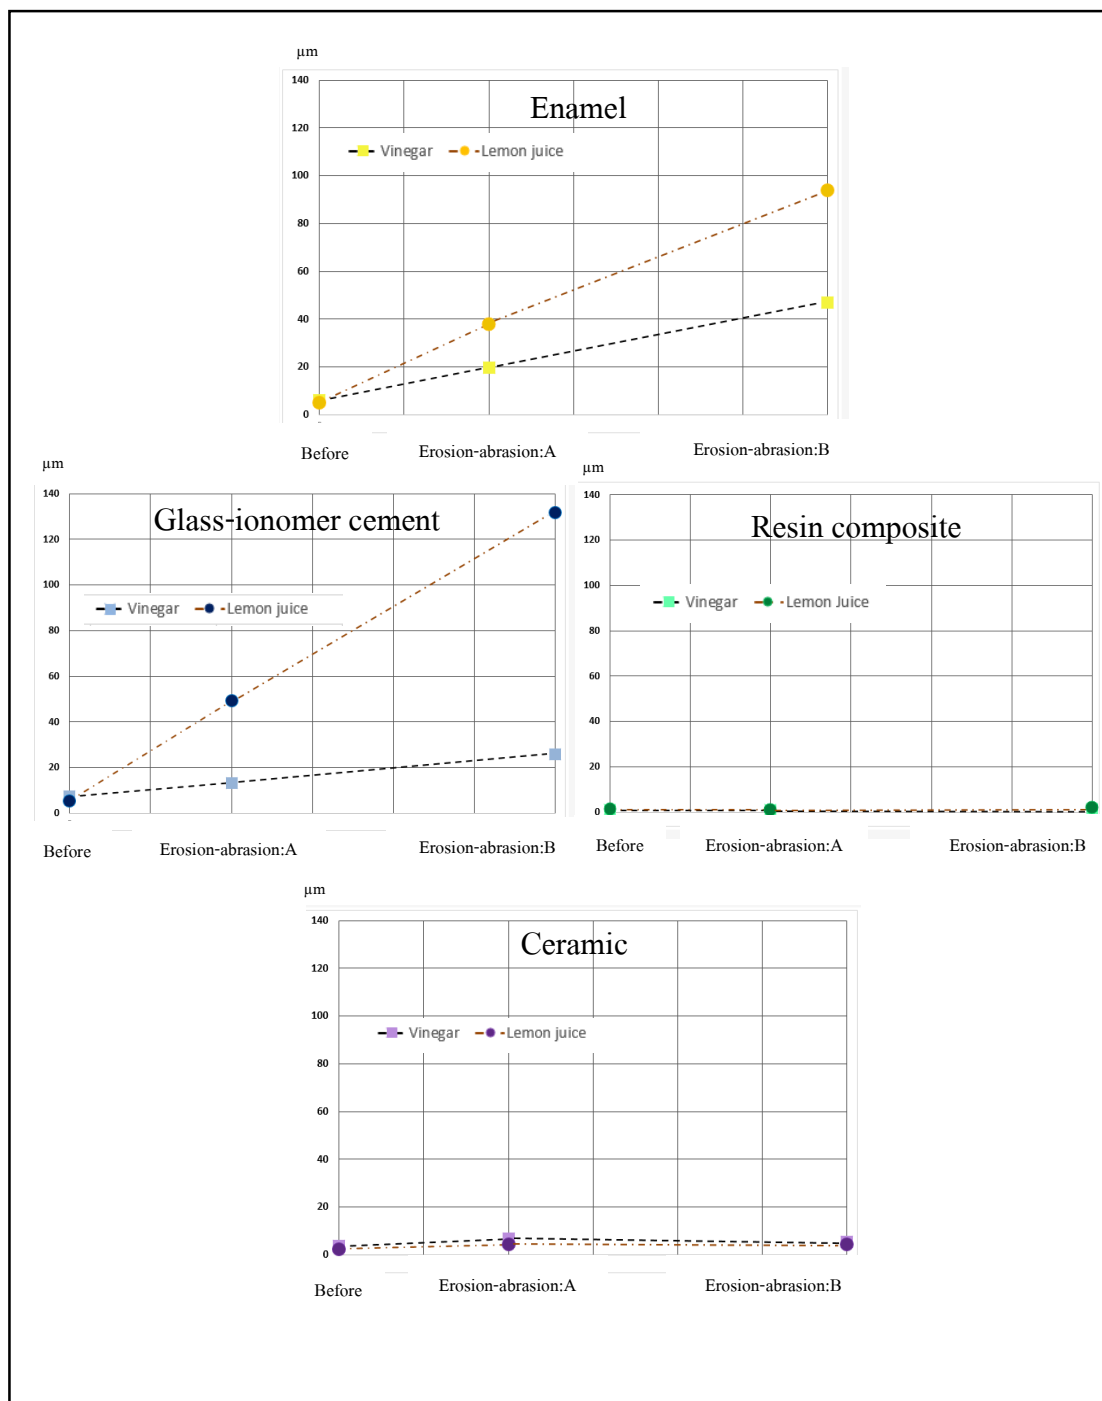 µm
Enamel
Vinegar Lemon juice
140
120
100
80
60
40
20
0
Before Erosion-abrasion:A Erosion-abrasion:B
µm
Glass-ionomer cement
Vinegar Lemon juice
140
120
100
80
60
40
20
0
Before Erosion-abrasion:A Erosion-abrasion:B
µm
Resin composite
Vinegar Lemon Juice
140
120
100
80
60
40
20
0
Before Erosion-abrasion:A Erosion-abrasion:B
µm
Ceramic
Vinegar Lemon juice
140
120
100
80
60
40
20
0
Before Erosion-abrasion:A Erosion-abrasion:B